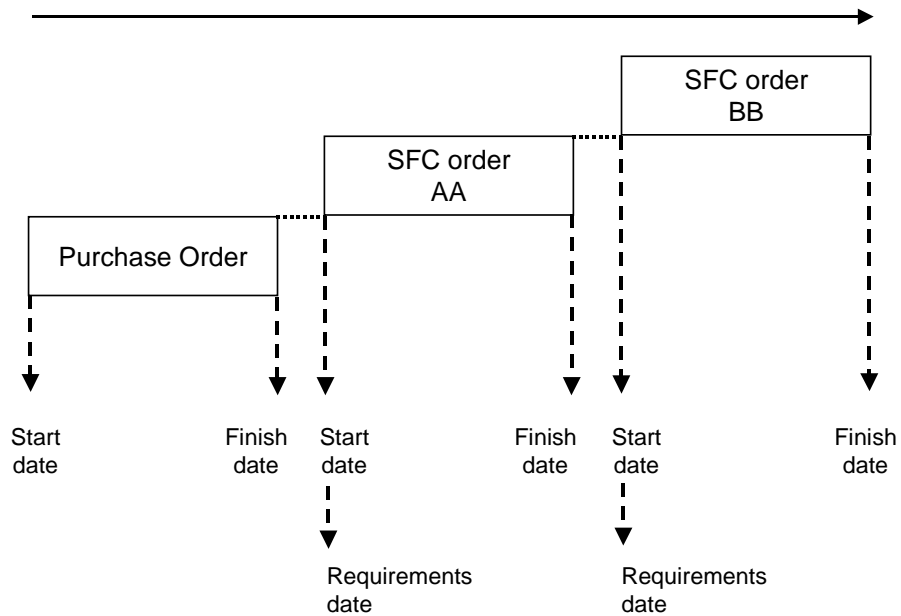 SFC order
BB
SFC order
AA
Purchase Order
Start
date
Finish
date
Start
date
Finish
date
Start
date
Finish
date
Requirements
date
Requirements
date